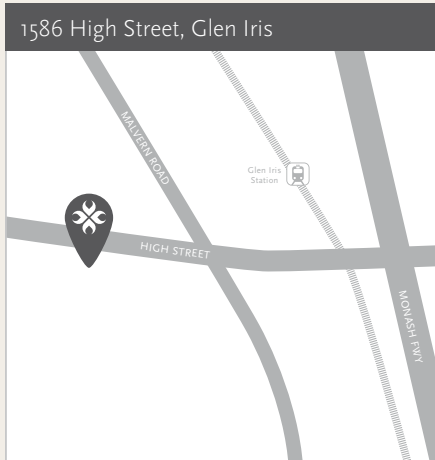 1586 High Street, Glen Iris
MALVERN ROAD
Glen Iris
Station
HIGH STREET
MONASH FWY